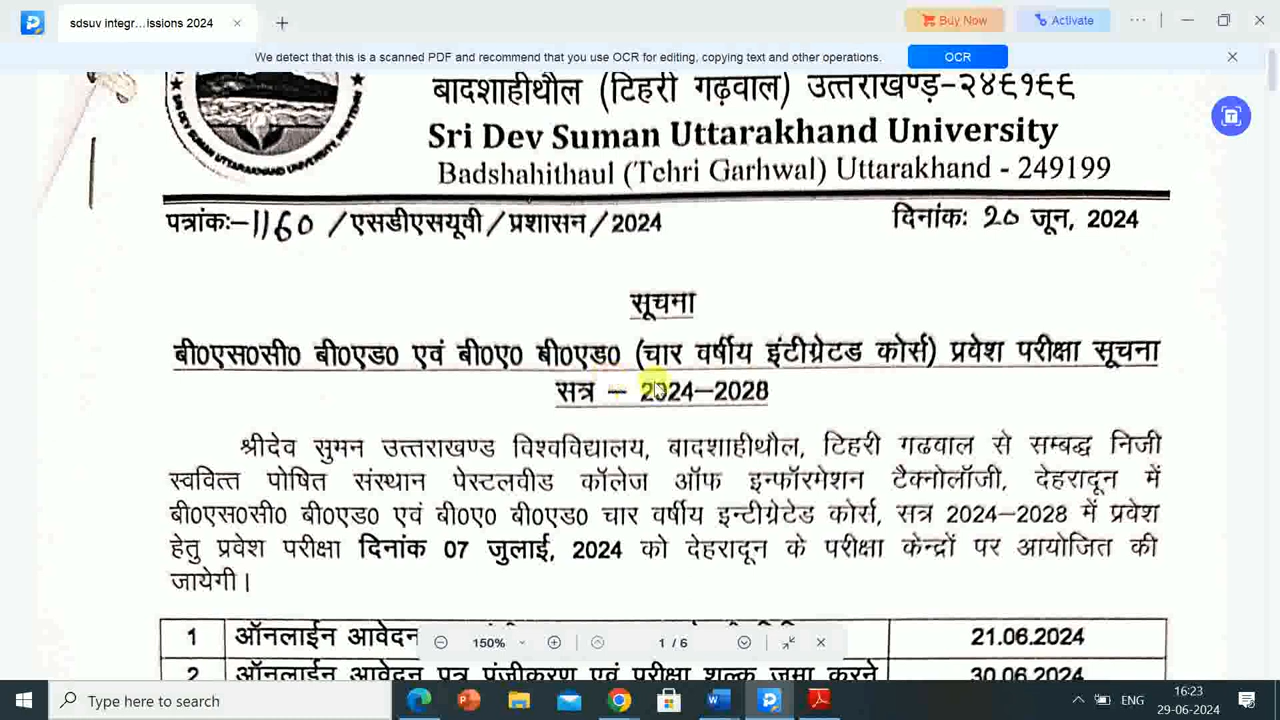 sdsuv integr...issions 2024
Buy Now
Activate
We detect that this is a scanned PDF and recommend that you use OCR for editing, copying text and other operations.
OCR
बादशाहीथौल (टिहरी गढ़वाल) उत्तराखण्ड-२४९१९९
Sri Dev Suman Uttarakhand University
Badshahithaul (Tehri Garhwal) Uttarakhand - 249199
पत्रांकः-1160/एसडीएसयूवी/प्रशासन/2024
दिनांकः 20 जून, 2024
सूचना
बी0एस0सी0 बी0एड0 एवं बी0ए0 बी0एड0 (चार वर्षीय इंटीग्रेटड कोर्स) प्रवेश परीक्षा सूचना
सत्र – 2024–2028
श्रीदेव सुमन उत्तराखण्ड विश्वविद्यालय, बादशाहीथौल, टिहरी गढवाल से सम्बद्ध निजी
स्ववित्त पोषित संस्थान पेस्टलवीड कॉलेज ऑफ इन्फॉरमेशन टैक्नोलॉजी, देहरादून में
बी0एस0सी0 बी0एड0 एवं बी0ए0 बी0एड0 चार वर्षीय इन्टीग्रेटेड कोर्स, सत्र 2024–2028 में प्रवेश
हेतु प्रवेश परीक्षा दिनांक 07 जुलाई, 2024 को देहरादून के परीक्षा केन्द्रों पर आयोजित की
जायेगी।
1 ऑनलाईन आवेदन 21.06.2024
2 ऑनलाईन आवेदन पत्र पंजीकरण एवं परीक्षा शुल्क जमा करने 30.06.2024
150%
1 / 6
Type here to search
ENG
16:23
29-06-2024